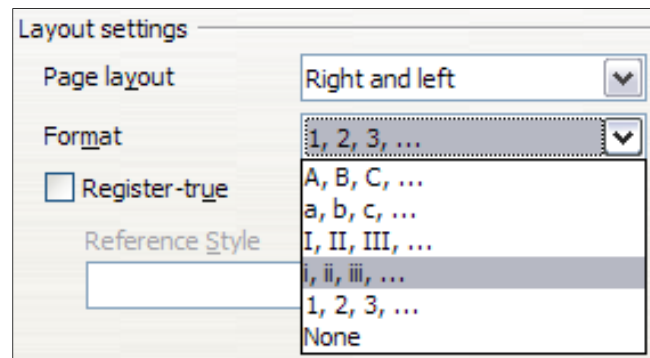 Layout settings
Page layout Right and left
Format 1, 2, 3, ...
A, B, C, ...
Register-true
a, b, c, ...
Reference Style I, II, III, ...
i, ii, iii, ...
1, 2, 3, ...
None